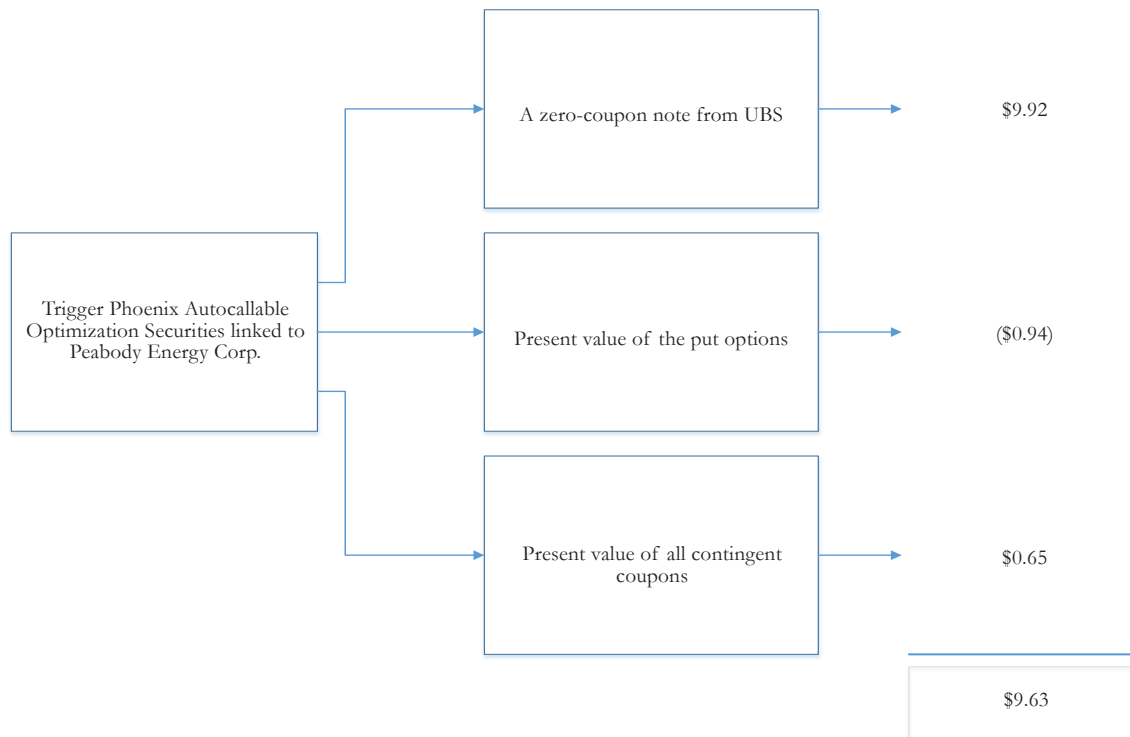 A zero-coupon note from UBS
$9.92
Trigger Phoenix Autocallable
Optimization Securities linked to
Peabody Energy Corp.
Present value of the put options
($0.94)
Present value of all contingent
coupons
$0.65
$9.63